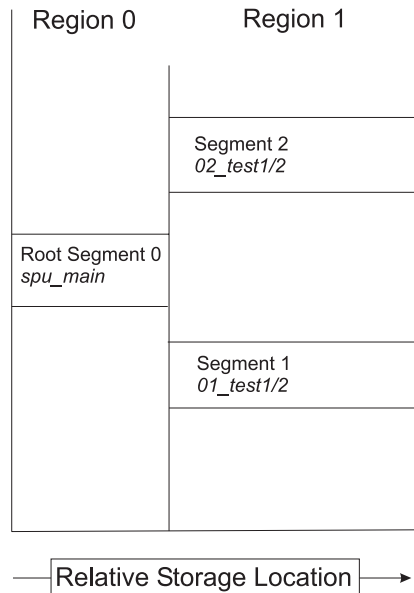 Region 0
Region 1
Segment 2
02_test1/2
Root Segment 0
spu_main
Segment 1
01_test1/2
Relative Storage Location